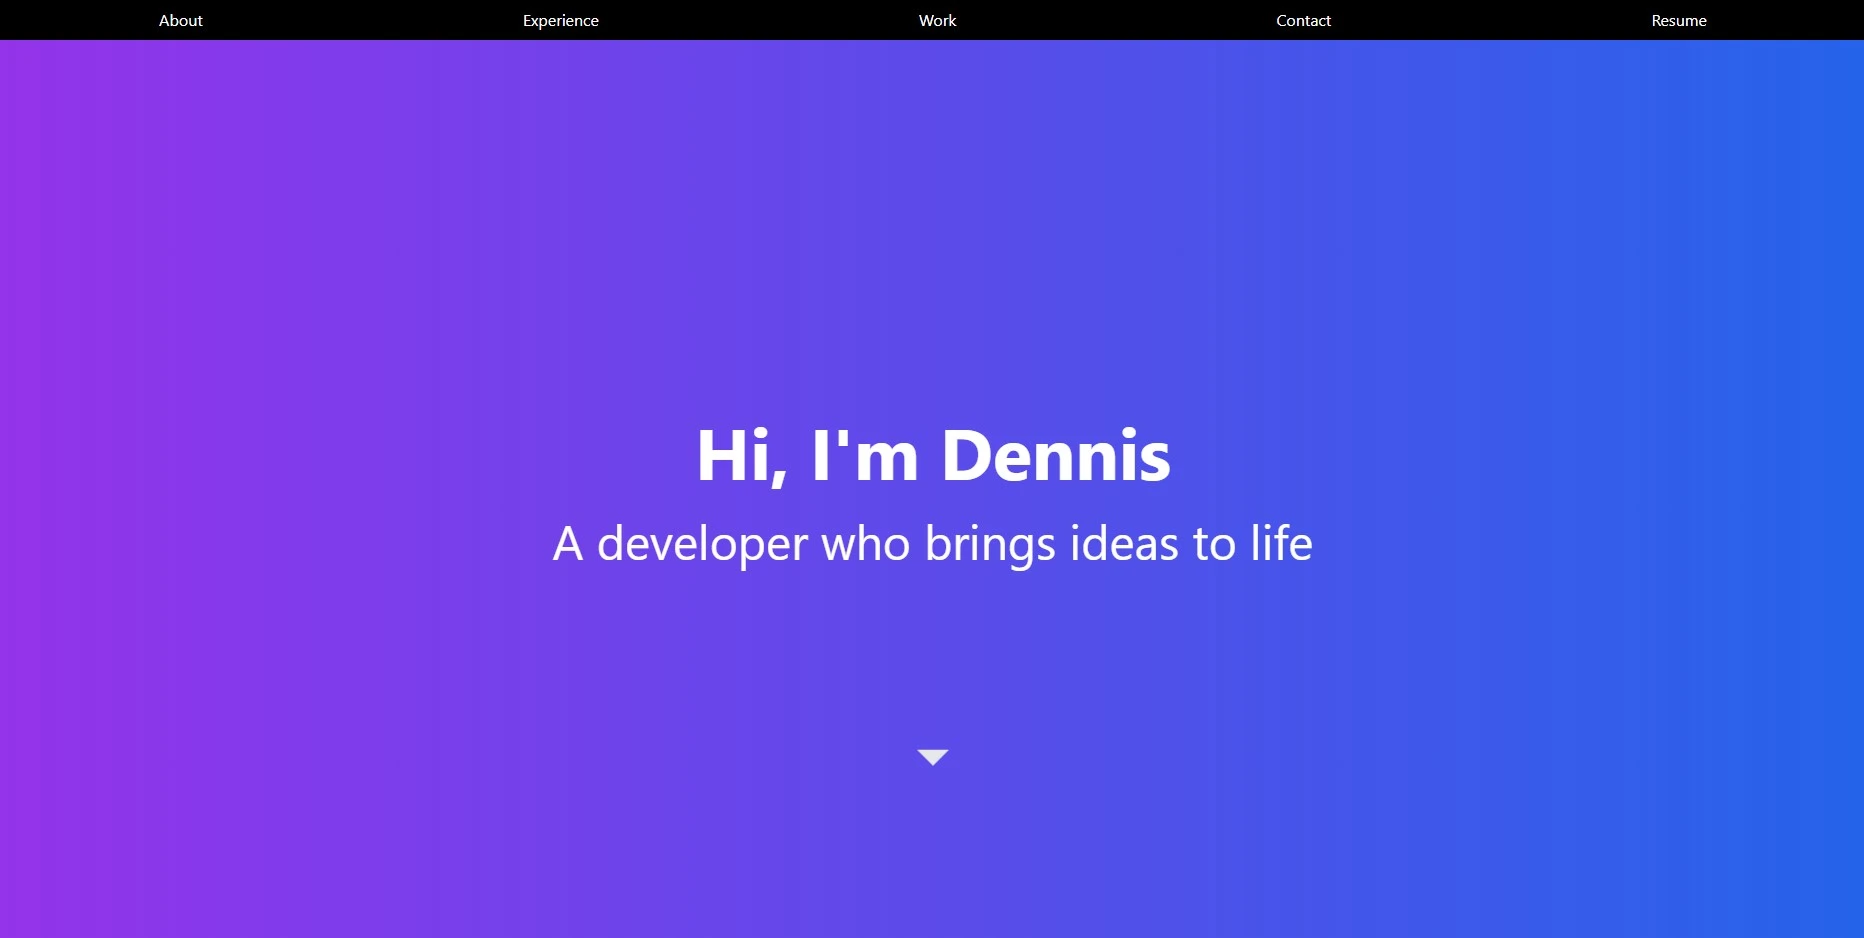 About Experience Work Contact Resume
Hi, I'm Dennis
A developer who brings ideas to life